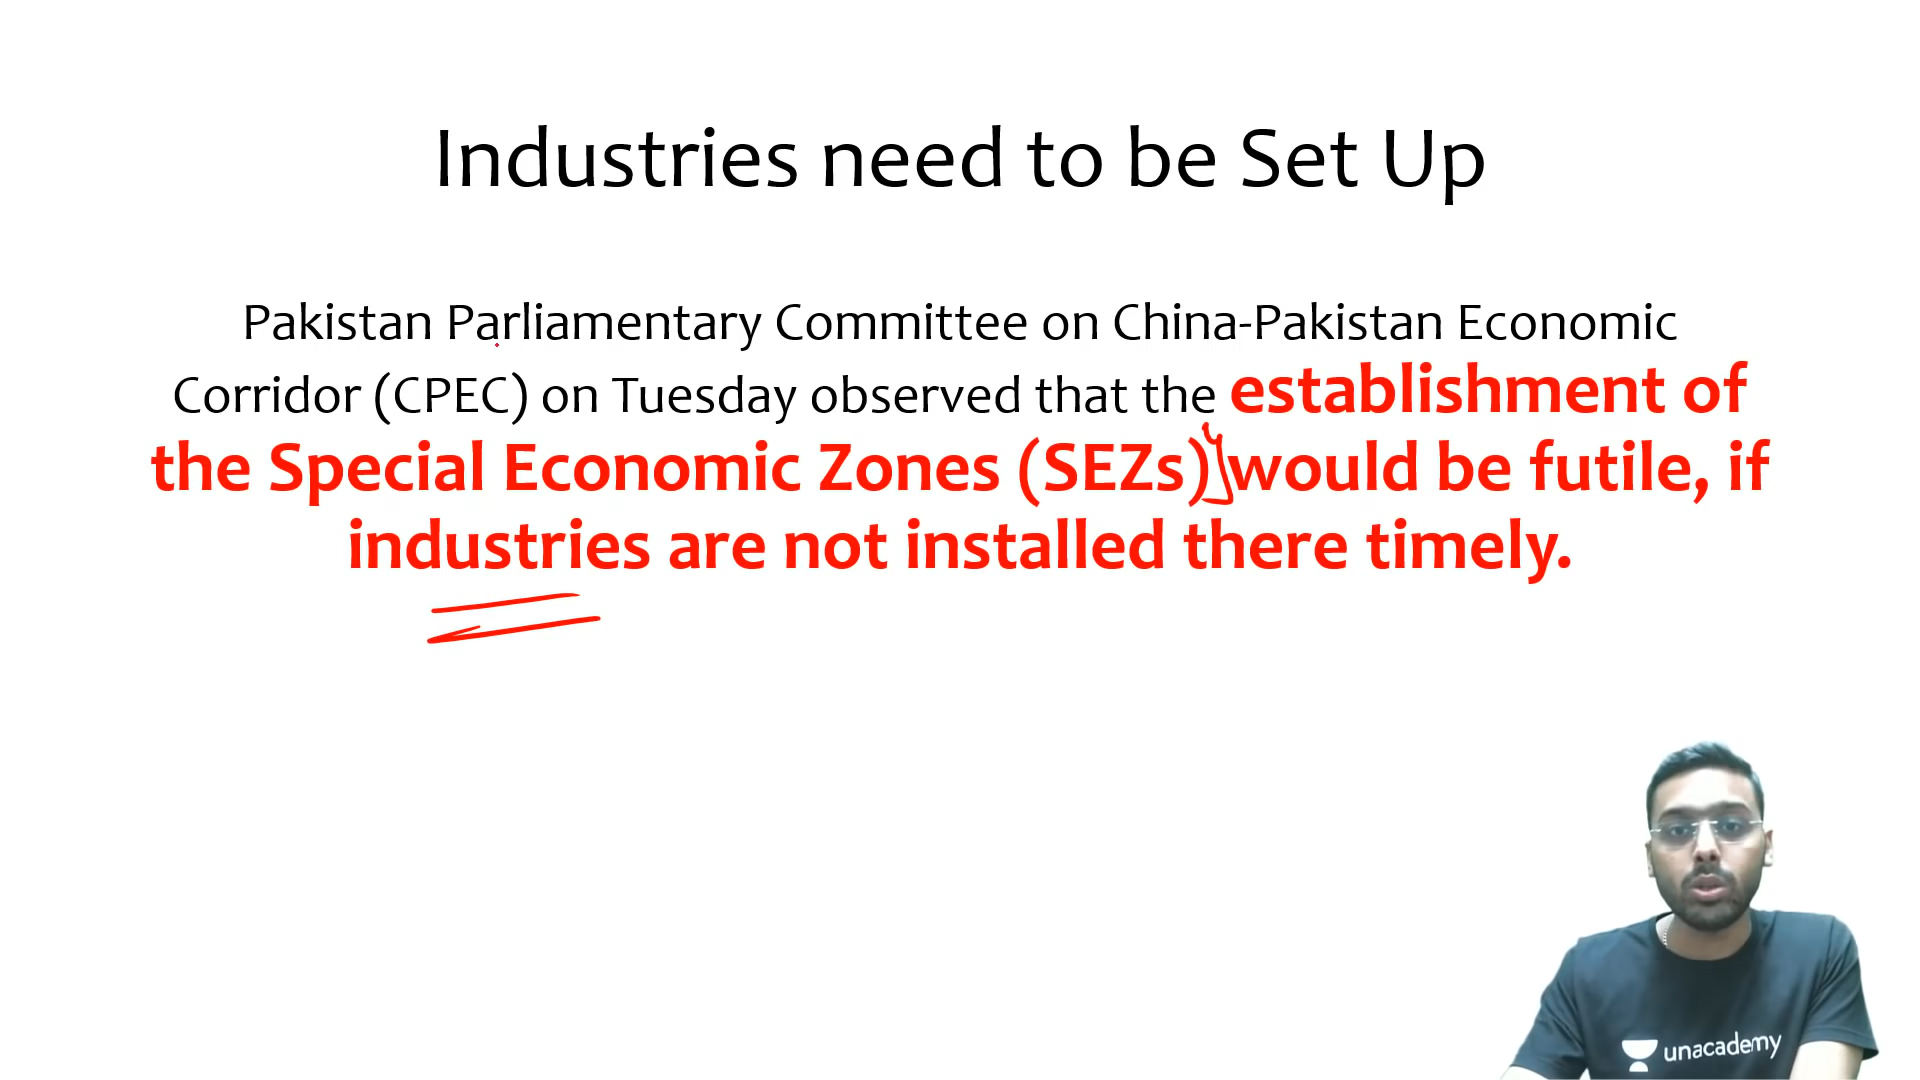 Industries need to be Set Up
Pakistan Parliamentary Committee on China-Pakistan Economic
Corridor (CPEC) on Tuesday observed that the establishment of
the Special Economic Zones (SEZs) would be futile, if
industries are not installed there timely.
unacademy